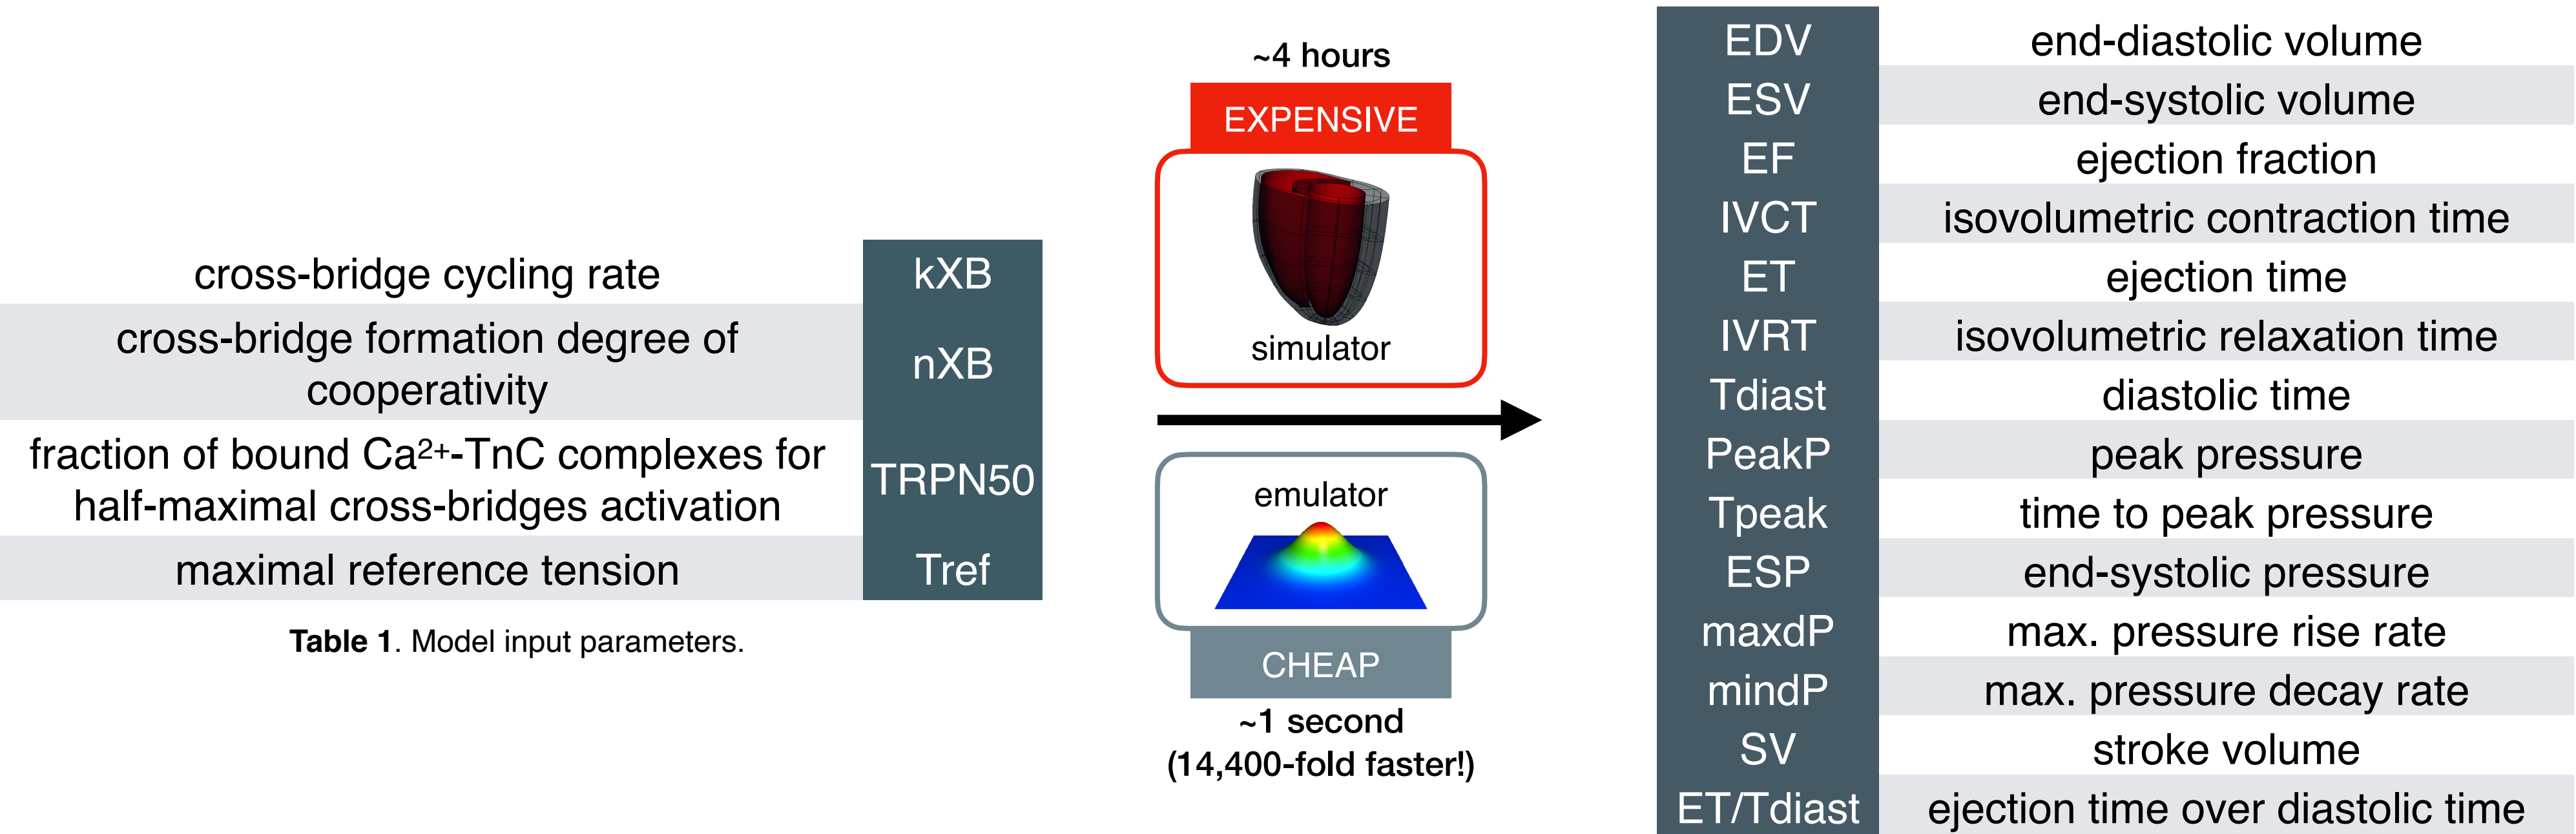 cross-bridge cycling rate kXB
cross-bridge formation degree of
cooperativity
nXB
fraction of bound Ca²⁺-TnC complexes for
half-maximal cross-bridges activation
TRPN50
maximal reference tension Tref
Table 1. Model input parameters.
~4 hours
EXPENSIVE
simulator
emulator
CHEAP
~1 second
(14,400-fold faster!)
EDV end-diastolic volume
ESV end-systolic volume
EF ejection fraction
IVCT isovolumetric contraction time
ET ejection time
IVRT isovolumetric relaxation time
Tdiast diastolic time
PeakP peak pressure
Tpeak time to peak pressure
ESP end-systolic pressure
maxdP max. pressure rise rate
mindP max. pressure decay rate
SV stroke volume
ET/Tdiast ejection time over diastolic time